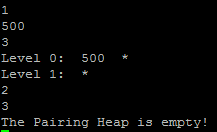 1
500
3
Level 0:  500  *
Level 1:  *
2
3
The Pairing Heap is empty!